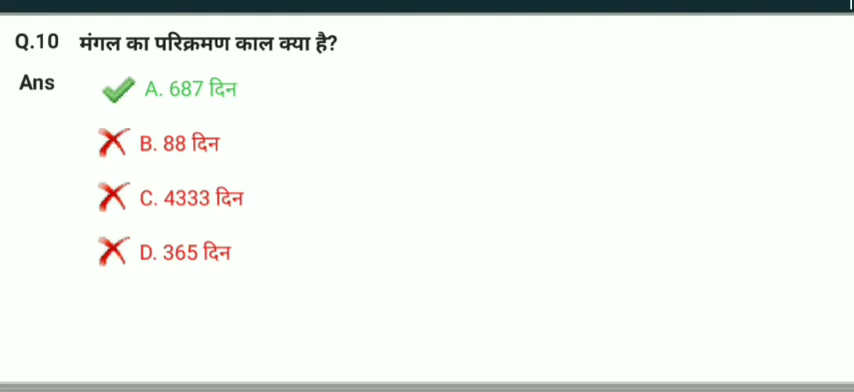 Q.10 मंगल का परिक्रमण काल क्या है?
Ans A. 687 दिन
B. 88 दिन
C. 4333 दिन
D. 365 दिन